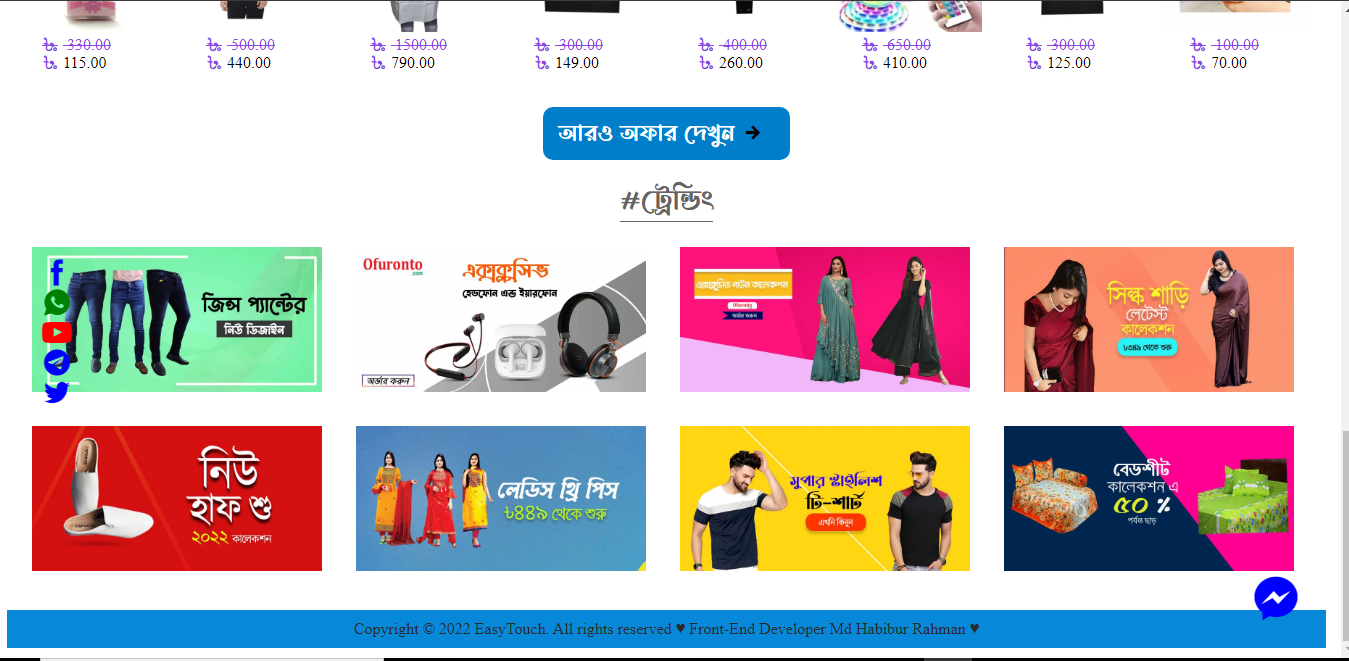 ৳ 330.00
৳ 500.00
৳ 1500.00
৳ 300.00
৳ 400.00
৳ 650.00
৳ 300.00
৳ 100.00
৳ 115.00
৳ 440.00
৳ 790.00
৳ 149.00
৳ 260.00
৳ 410.00
৳ 125.00
৳ 70.00
আরও অফার দেখুন →
#ট্রেন্ডিং
জিন্স প্যান্টের
নিউ ডিজাইন
Ofuronto
.com
এক্সক্লুসিভ
হেডফোন এন্ড ইয়ারফোন
অর্ডার করুন
এক্সক্লুসিভ গাউন কালেকশন
Ofuronto
অর্ডার করুন
সিল্ক শাড়ি
লেটেস্ট
কালেকশন
৳৩৪৯ থেকে শুরু
নিউ
হাফ শু
২০২২ কালেকশন
লেডিস থ্রি পিস
৳৪৪৯ থেকে শুরু
সুপার স্টাইলিশ
টি-শার্ট
এখনি কিনুন
বেডশীট
কালেকশন এ
৫০ %
পর্যন্ত ছাড়
Copyright © 2022 EasyTouch. All rights reserved ♥ Front-End Developer Md Habibur Rahman ♥